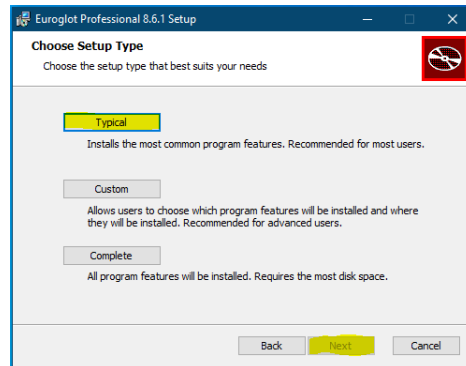 Euroglot Professional 8.6.1 Setup
Choose Setup Type
Choose the setup type that best suits your needs
Typical
Installs the most common program features. Recommended for most users.
Custom
Allows users to choose which program features will be installed and where
they will be installed. Recommended for advanced users.
Complete
All program features will be installed. Requires the most disk space.
Back Next Cancel